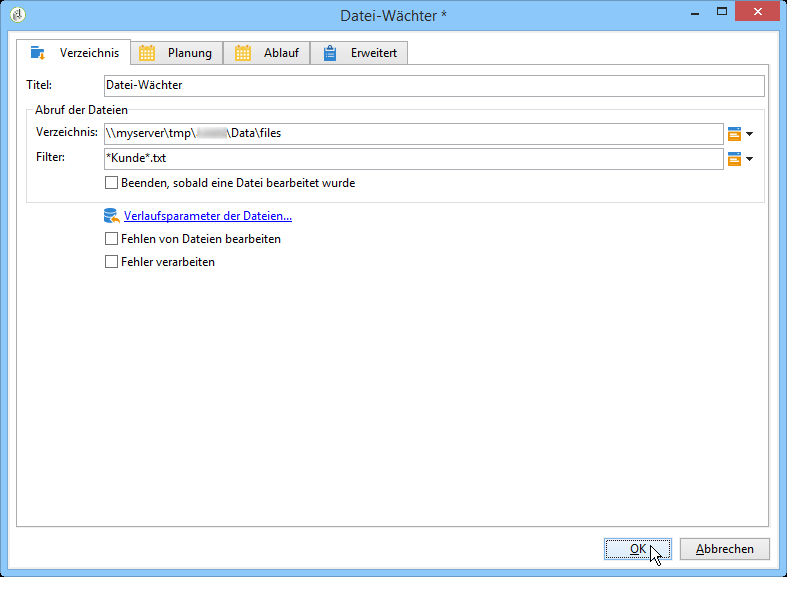 Datei-Wächter *
Verzeichnis Planung Ablauf Erweitert
Titel: Datei-Wächter
Abruf der Dateien
Verzeichnis: \\myserver\tmp\ \Data\files
Filter: *Kunde*.txt
Beenden, sobald eine Datei bearbeitet wurde
Verlaufsparameter der Dateien...
Fehlen von Dateien bearbeiten
Fehler verarbeiten
OK Abbrechen